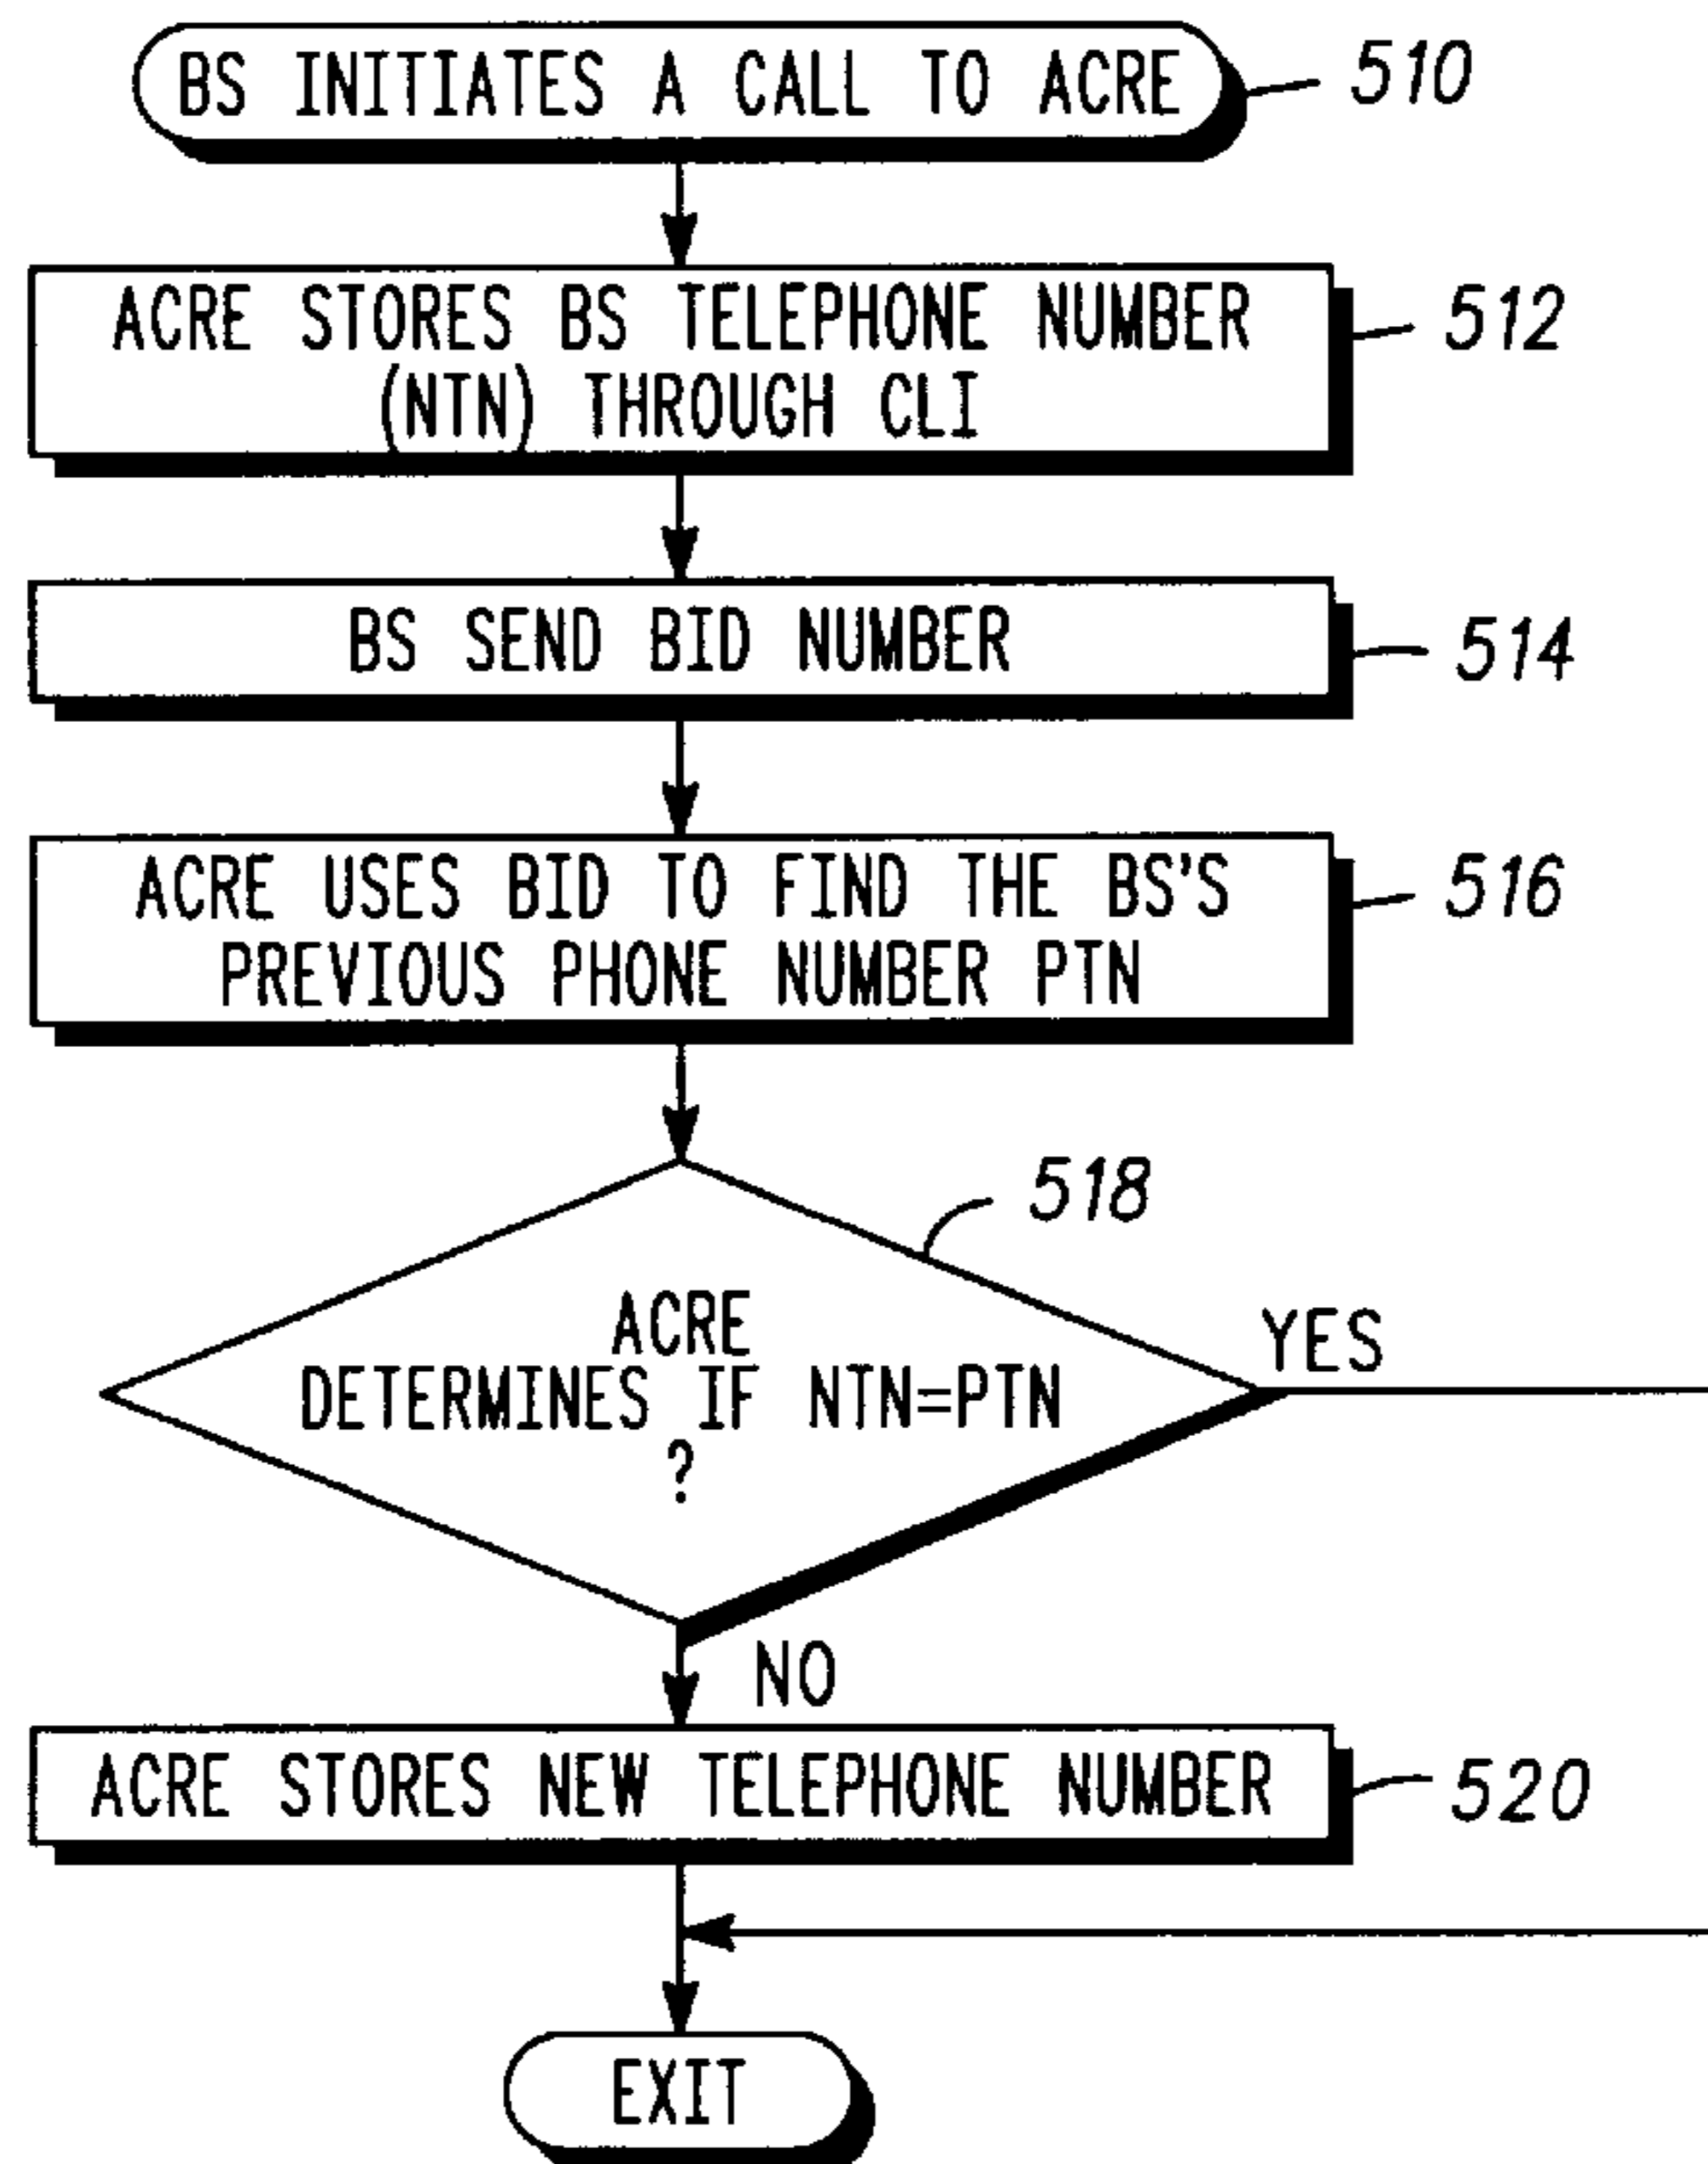 BS INITIATES A CALL TO ACRE
510
ACRE STORES BS TELEPHONE NUMBER
(NTN) THROUGH CLI
512
BS SEND BID NUMBER
514
ACRE USES BID TO FIND THE BS'S
PREVIOUS PHONE NUMBER PTN
516
518
ACRE
DETERMINES IF NTN=PTN
?
YES
NO
ACRE STORES NEW TELEPHONE NUMBER
520
EXIT